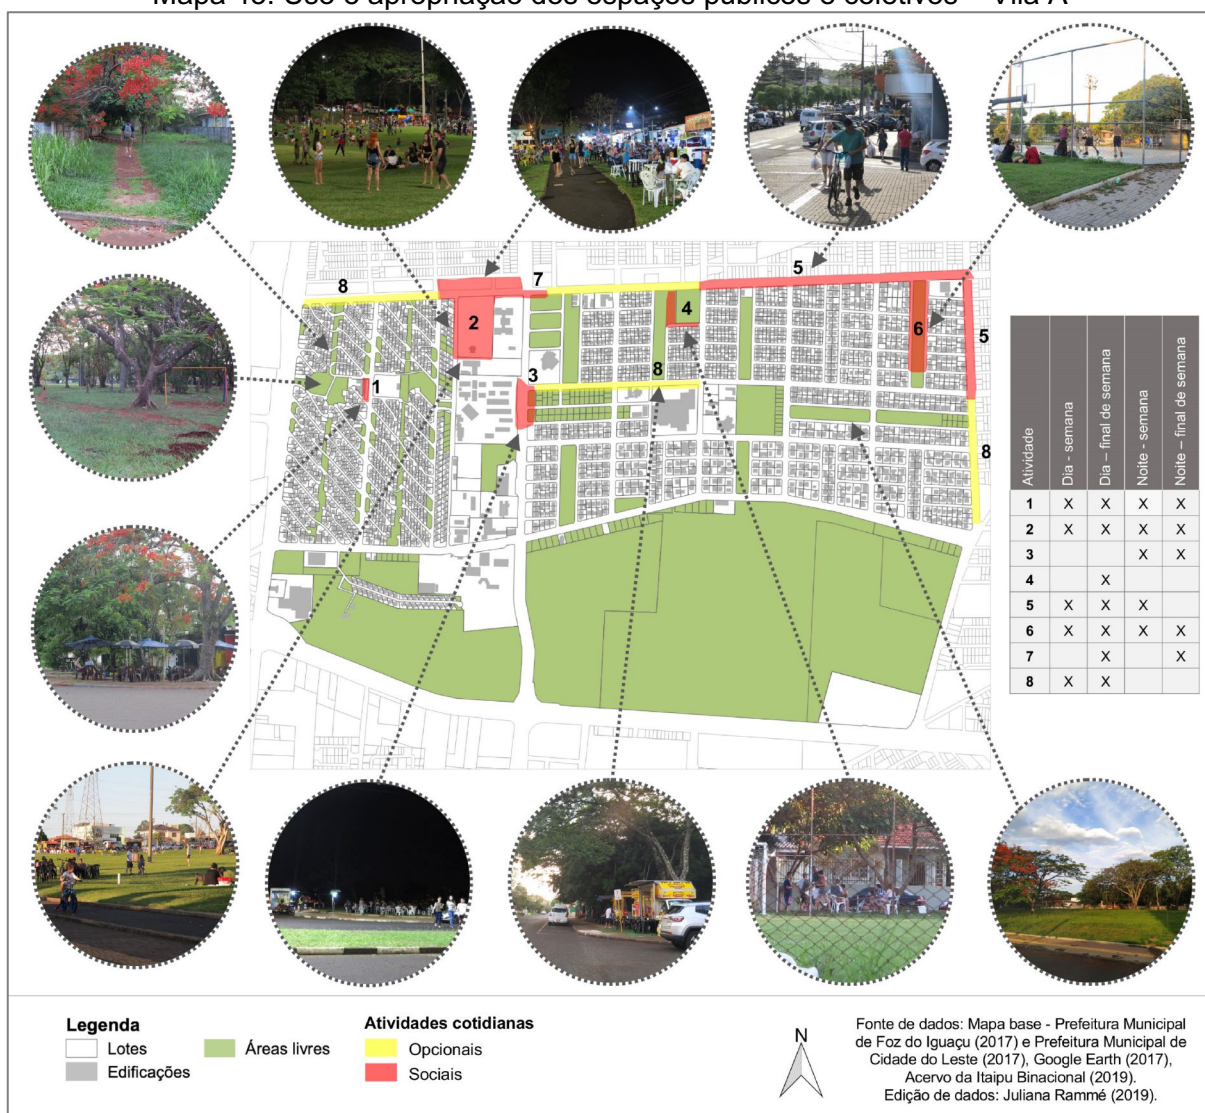 Mapa 43: Uso e apropriação dos espaços públicos e coletivos – Vila A
8
7
5
2
4
6
5
1
3
8
8
Atividade
Dia - semana
Dia – final de semana
Noite - semana
Noite – final de semana
1 X X X X
2 X X X X
3 X X
4 X
5 X X X
6 X X X X
7 X X
8 X X
Legenda
Lotes
Edificações
Áreas livres
Atividades cotidianas
Opcionais
Sociais
N
Fonte de dados: Mapa base - Prefeitura Municipal
de Foz do Iguaçu (2017) e Prefeitura Municipal de
Cidade do Leste (2017), Google Earth (2017),
Acervo da Itaipu Binacional (2019).
Edição de dados: Juliana Rammé (2019).